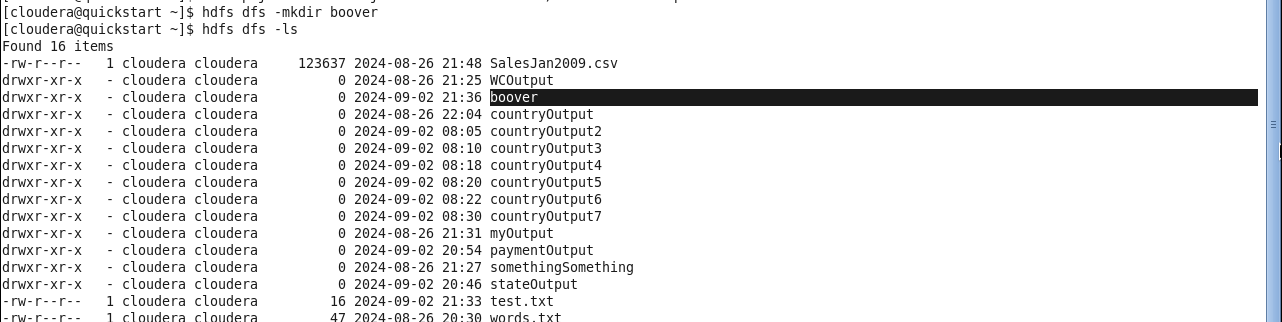 [cloudera@quickstart ~]$ hdfs dfs -mkdir boover
[cloudera@quickstart ~]$ hdfs dfs -ls
Found 16 items
-rw-r--r--   1 cloudera cloudera     123637 2024-08-26 21:48 SalesJan2009.csv
drwxr-xr-x   - cloudera cloudera          0 2024-08-26 21:25 WCOutput
drwxr-xr-x   - cloudera cloudera          0 2024-09-02 21:36 boover
drwxr-xr-x   - cloudera cloudera          0 2024-08-26 22:04 countryOutput
drwxr-xr-x   - cloudera cloudera          0 2024-09-02 08:05 countryOutput2
drwxr-xr-x   - cloudera cloudera          0 2024-09-02 08:10 countryOutput3
drwxr-xr-x   - cloudera cloudera          0 2024-09-02 08:18 countryOutput4
drwxr-xr-x   - cloudera cloudera          0 2024-09-02 08:20 countryOutput5
drwxr-xr-x   - cloudera cloudera          0 2024-09-02 08:22 countryOutput6
drwxr-xr-x   - cloudera cloudera          0 2024-09-02 08:30 countryOutput7
drwxr-xr-x   - cloudera cloudera          0 2024-08-26 21:31 myOutput
drwxr-xr-x   - cloudera cloudera          0 2024-09-02 20:54 paymentOutput
drwxr-xr-x   - cloudera cloudera          0 2024-08-26 21:27 somethingSomething
drwxr-xr-x   - cloudera cloudera          0 2024-09-02 20:46 stateOutput
-rw-r--r--   1 cloudera cloudera         16 2024-09-02 21:33 test.txt
-rw-r--r--   1 cloudera cloudera         47 2024-08-26 20:30 words.txt